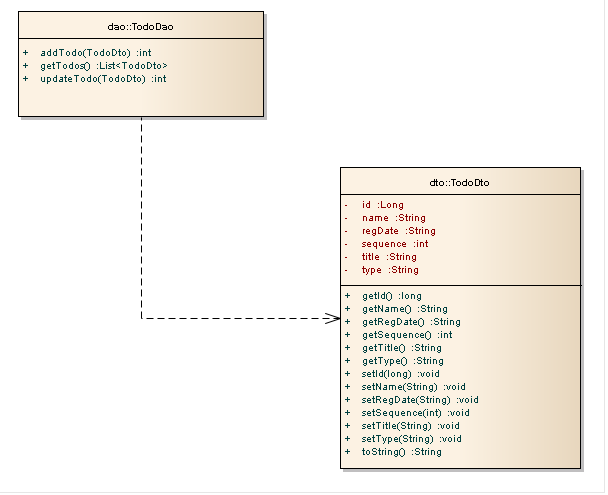 dao::TodoDao
+ addTodo(TodoDto) :int
+ getTodos() :List<TodoDto>
+ updateTodo(TodoDto) :int
dto::TodoDto
- id :Long
- name :String
- regDate :String
- sequence :int
- title :String
- type :String
+ getId() :long
+ getName() :String
+ getRegDate() :String
+ getSequence() :int
+ getTitle() :String
+ getType() :String
+ setId(long) :void
+ setName(String) :void
+ setRegDate(String) :void
+ setSequence(int) :void
+ setTitle(String) :void
+ setType(String) :void
+ toString() :String